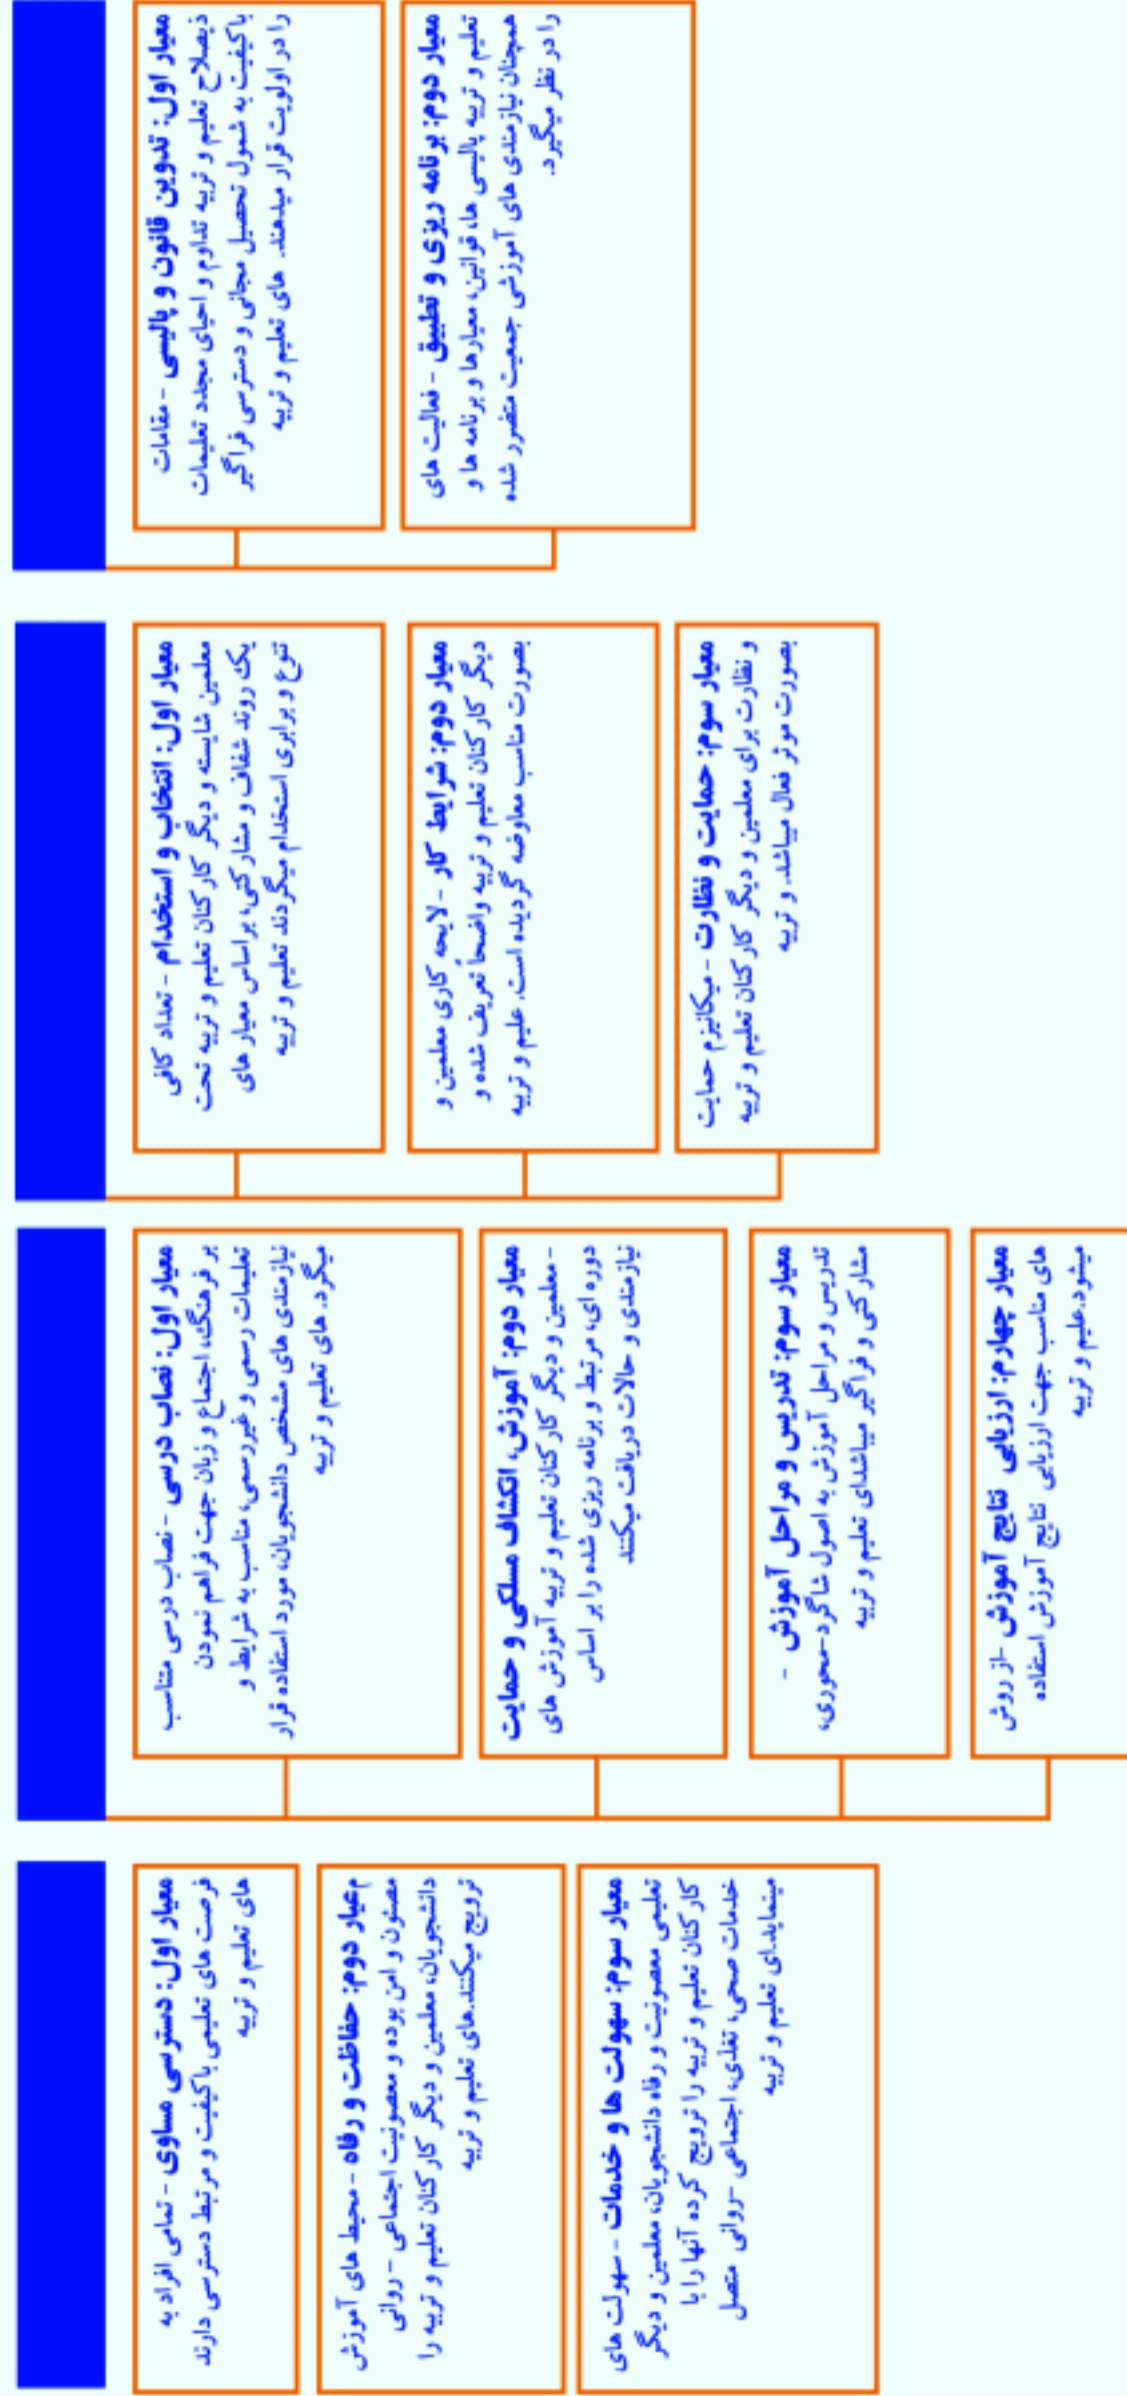 معیار اول: تدوین قانون و پالیسی - مقامات
ذیصلاح تعلیم و تربیه تداوم و احیای مجدد تعلیمات
باکیفیت به شمول تحصیل مجانی و دسترسی فراگیر
را در اولویت قرار میدهند. های تعلیم و تربیه
معیار دوم: برنامه ریزی و تطبیق - فعالیت های
تعلیم و تربیه پالیسی ها، قوانین، معیارها و برنامه ها و
همچنان نیازمندی های آموزشی جمعیت متضرر شده
را در نظر میگیرد.
معیار اول: انتخاب و استخدام - تعداد کافی
معلمین شایسته و دیگر کارکنان تعلیم و تربیه تحت
یک روند شفاف و مشارکتی، براساس معیار های
تنوع و برابری استخدام میگردند تعلیم و تربیه
معیار دوم: شرایط کار - لایحه کاری معلمین و
دیگر کارکنان تعلیم و تربیه واضحاً تعریف شده و
بصورت مناسب معاوضه گردیده است. علیم و تربیه
معیار سوم: حمایت و نظارت - میکانیزم حمایت
و نظارت برای معلمین و دیگر کارکنان تعلیم و تربیه
بصورت موثر فعال میباشد. و تربیه
معیار اول: نصاب درسی - نصاب درسی متناسب
بر فرهنگ، اجتماع و زبان جهت فراهم نمودن
تعلیمات رسمی و غیررسمی، مناسب به شرایط و
نیازمندی های مشخص دانشجویان، مورد استفاده قرار
میگرد. های تعلیم و تربیه
معیار دوم: آموزش، انکشاف مسلکی و حمایت
- معلمین و دیگر کارکنان تعلیم و تربیه آموزش های
دوره ای، مرتبط و برنامه ریزی شده را بر اساس
نیازمندی و حالات دریافت میکنند
معیار سوم: تدریس و مراحل آموزش -
تدریس و مراحل آموزش به اصول شاگرد-محوری،
مشارکتی و فراگیر میباشدای تعلیم و تربیه
معیار چهارم: ارزیابی نتایج آموزش -از روش
های مناسب جهت ارزیابی نتایج آموزش استفاده
میشود.علیم و تربیه
معیار اول: دسترسی مساوی - تمامی افراد به
فرصت های تعلیمی باکیفیت و مرتبط دسترسی دارند
های تعلیم و تربیه
معیار دوم: حفاظت و رفاه - محیط های آموزش
مصئون و امن بوده و معصونیت اجتماعی - روانی
دانشجویان، معلمین و دیگر کارکنان تعلیم و تربیه را
ترویج میکنند.های تعلیم و تربیه
معیار سوم: سهولت ها و خدمات - سهولت های
تعلیمی معصونیت و رفاه دانشجویان، معلمین و دیگر
کارکنان تعلیم و تربیه را ترویج کرده آنها را با
خدمات صحی، تغذی، اجتماعی -روانی متصل
مینمایدای تعلیم و تربیه